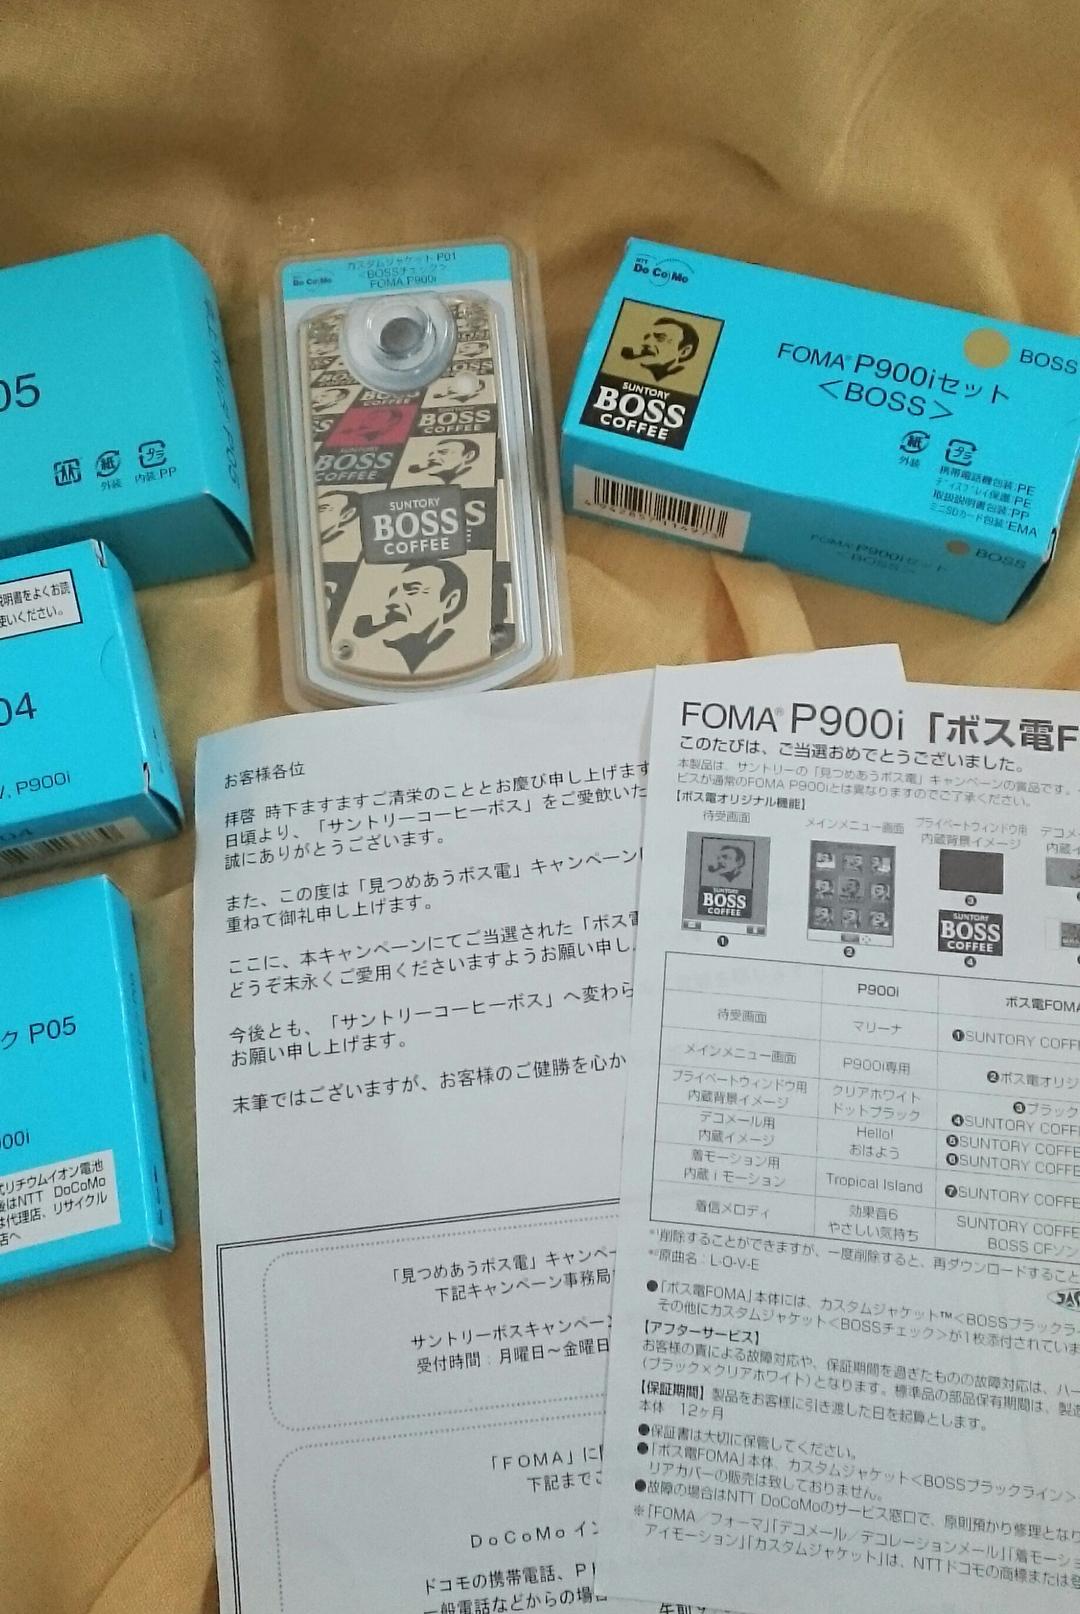 05
外装
内装:PP
説明書をよくお読
使いください。
04
V, P900i
ク P05
900i
式リチウムイオン電池
後はNTT DoCoMo
は代理店、リサイクル
店へ
NTT
DoCoMo
カスタムジャケット P01
<BOSSチェック>
FOMA P900i
BOSS
COFFEE
BOSS
COFFEE
SUNTORY
BOSS
COFFEE
SUNTORY
BOSS
COFFEE
NTT
DoCoMo
SUNTORY
BOSS
COFFEE
FOMA® P900iセット
<BOSS>
BOSS
紙
プラ
外装
携帯電話機包装:PE
ディスプレイ保護:PE
取扱説明書包装:PP
ミニSDカード包装:EMA
FOMA® P900iセット
<BOSS>
BOSS
お客様各位
拝啓 時下ますますご清栄のこととお慶び申し上げます
日頃より、「サントリーコーヒーボス」をご愛飲いた
誠にありがとうございます。
また、この度は「見つめあうボス電」キャンペーン
重ねて御礼申し上げます。
ここに、本キャンペーンにてご当選された「ボス電
どうぞ末永くご愛用くださいますようお願い申し
今後とも、「サントリーコーヒーボス」へ変わら
お願い申し上げます。
末筆ではございますが、お客様のご健勝を心か
「見つめあうボス電」キャンペー
下記キャンペーン事務局
サントリーボスキャンペー
受付時間:月曜日~金曜日
「FOMA」に
下記までご
DoCoMo イン
ドコモの携帯電話、P
一般電話などからの場合
FOMA® P900i「ボス電F
このたびは、ご当選おめでとうございました。
本製品は、サントリーの「見つめあうボス電」キャンペーンの賞品です。
ビスが通常のFOMA P900iとは異なりますのでご了承ください。
【ボス電オリジナル機能】
待受画面
メインメニュー画面
プライベートウィンドウ用
内蔵背景イメージ
デコメー
内蔵イ
SUNTORY
BOSS
COFFEE
SUNTORY
BOSS
COFFEE
❶
❷
❸
❹
P900i
ボス電FOMA
待受画面
マリーナ
❶SUNTORY COFF
メインメニュー画面
P900i専用
❷ボス電オリジ
プライベートウィンドウ用
内蔵背景イメージ
クリアホワイト
ドットブラック
❸ブラック
❹SUNTORY COFFE
デコメール用
内蔵イメージ
Hello!
おはよう
❺SUNTORY COFFE
❻SUNTORY COFFE
着モーション用
内蔵 i モーション
Tropical Island
❼SUNTORY COFFE
着信メロディ
効果音6
やさしい気持ち
SUNTORY COFFE
BOSS CFソン
*¹削除することができますが、一度削除すると、再ダウンロードすること
*²原曲名:L-O-V-E
●「ボス電FOMA」本体には、カスタムジャケット™<BOSSブラックラ
その他にカスタムジャケット<BOSSチェック>が1枚添付されていま
【アフターサービス】
お客様の責による故障対応や、保証期間を過ぎたものの故障対応は、ハー
(ブラック×クリアホワイト)となります。標準品の部品保有期間は、製造
【保証期間】製品をお客様に引き渡した日を起算とします。
本体 12ヶ月
●保証書は大切に保管してください。
●「ボス電FOMA」本体、カスタムジャケット<BOSSブラックライン>
リアカバーの販売は致しておりません。
●故障の場合はNTT DoCoMoのサービス窓口で、原則預かり修理となり
※「FOMA/フォーマ」「デコメール/デコレーションメール」「着モーショ
アイモーション」「カスタムジャケット」は、NTTドコモの商標または登